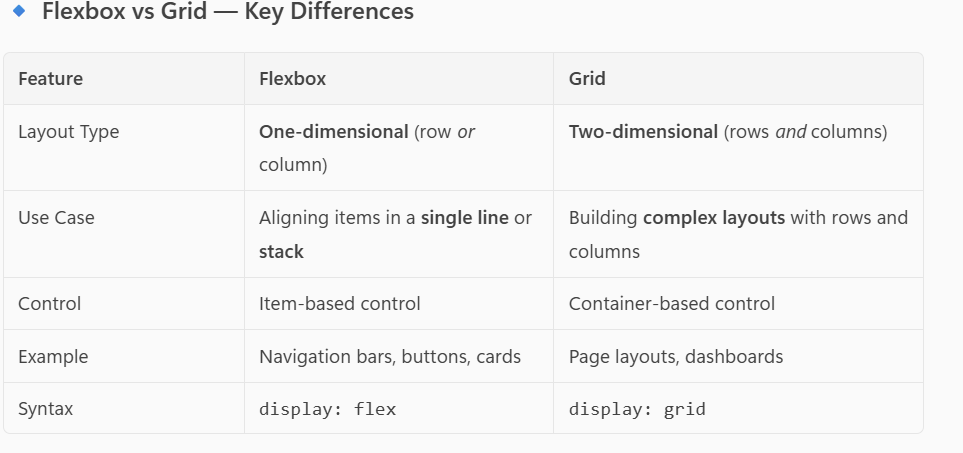 Flexbox vs Grid — Key Differences
Feature Flexbox Grid
Layout Type One-dimensional (row or Two-dimensional (rows and columns)
column)
Use Case Aligning items in a single line or Building complex layouts with rows and
stack columns
Control Item-based control Container-based control
Example Navigation bars, buttons, cards Page layouts, dashboards
Syntax display: flex display: grid